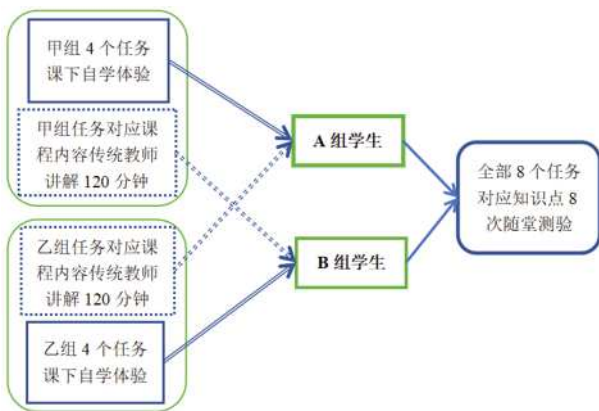 甲组 4 个任务
课下自学体验
甲组任务对应课
程内容传统教师
讲解 120 分钟
乙组任务对应课
程内容传统教师
讲解 120 分钟
乙组 4 个任务
课下自学体验
A 组学生
B 组学生
全部 8 个任务
对应知识点 8
次随堂测验